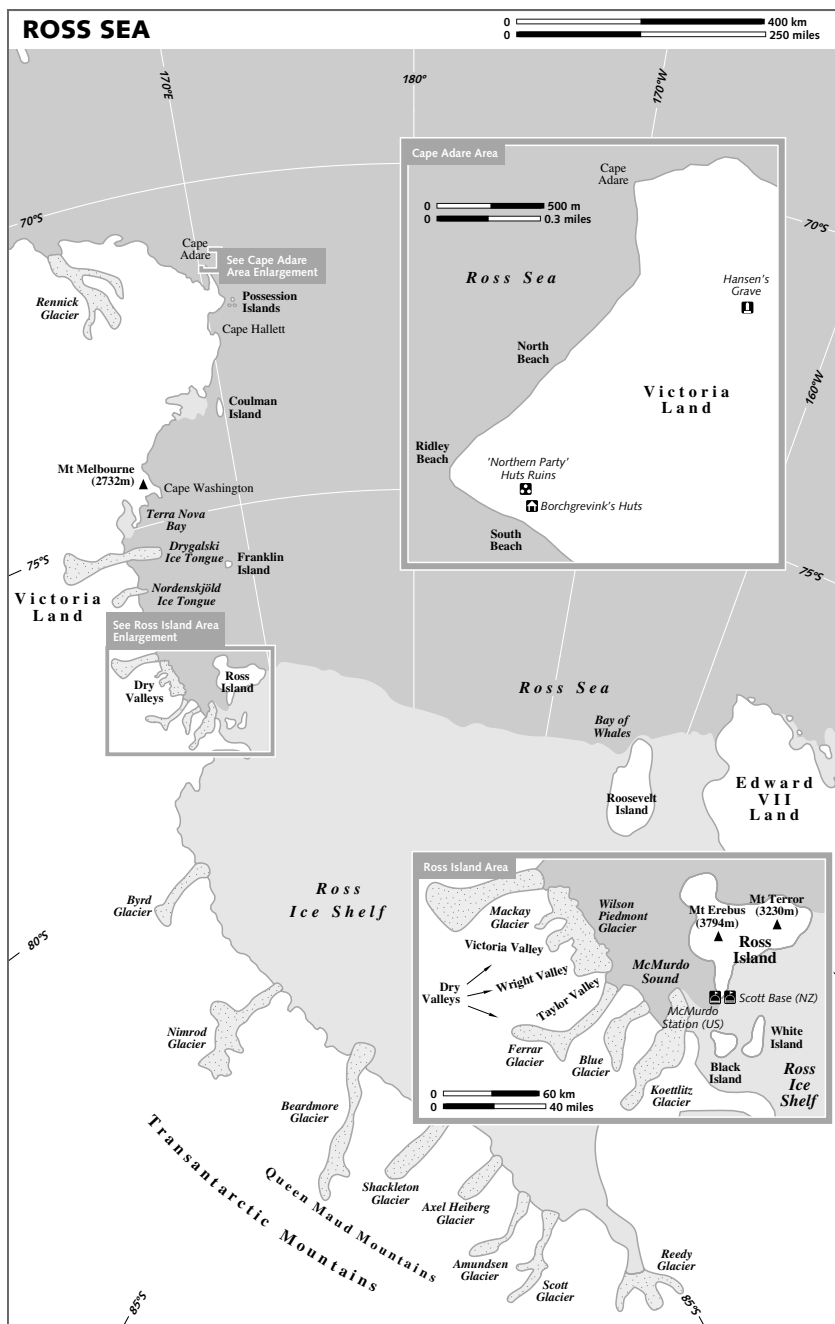 ROSS SEA
0 400 km
0 250 miles
170°E
180°
170°W
Cape Adare Area
Cape
Adare
0 500 m
0 0.3 miles
70°S
70°S
Cape
Adare
See Cape Adare
Area Enlargement
Ross Sea
Hansen's
Grave
Rennick
Glacier
Possession
Islands
Cape Hallett
North
Beach
160°W
Victoria
Land
Coulman
Island
Ridley
Beach
'Northern Party'
Huts Ruins
Mt Melbourne
(2732m)
Cape Washington
Borchgrevink's Huts
Terra Nova
Bay
South
Beach
Drygalski
Ice Tongue
Franklin
Island
75°S
75°S
Nordenskjöld
Ice Tongue
Victoria
Land
See Ross Island Area
Enlargement
Dry
Valleys
Ross
Island
Ross Sea
Bay of
Whales
Roosevelt
Island
Edward
VII
Land
Ross
Ice Shelf
Byrd
Glacier
80°S
Ross Island Area
Mackay
Glacier
Wilson
Piedmont
Glacier
Mt Terror
(3230m)
Mt Erebus
(3794m)
Ross
Island
Victoria Valley
McMurdo
Sound
Dry
Valleys
Wright Valley
Taylor Valley
Scott Base (NZ)
McMurdo
Station (US)
White
Island
Ferrar
Glacier
Blue
Glacier
Black
Island
Koettlitz
Glacier
Ross
Ice
Shelf
0 60 km
0 40 miles
Nimrod
Glacier
Beardmore
Glacier
Shackleton
Glacier
Axel Heiberg
Glacier
Amundsen
Glacier
Scott
Glacier
Reedy
Glacier
Queen Maud Mountains
Transantarctic Mountains
85°S
85°S